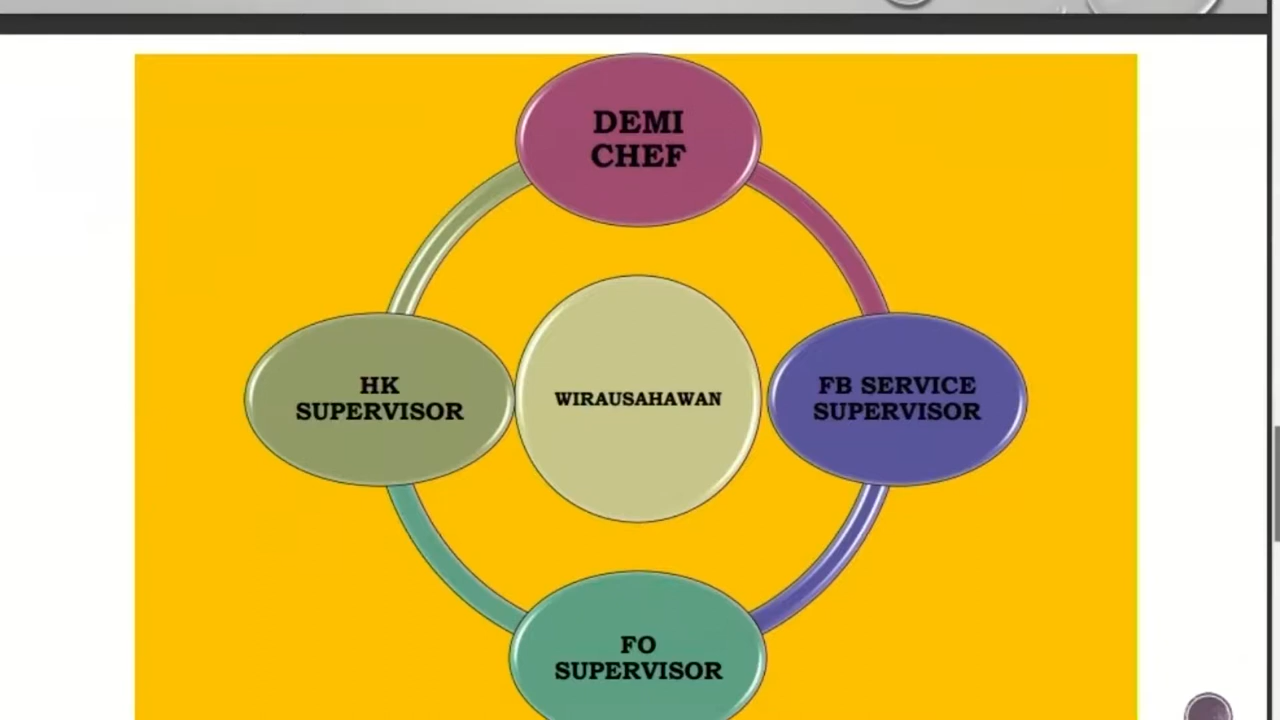 DEMI
CHEF
HK
SUPERVISOR
WIRAUSAHAWAN
FB SERVICE
SUPERVISOR
FO
SUPERVISOR